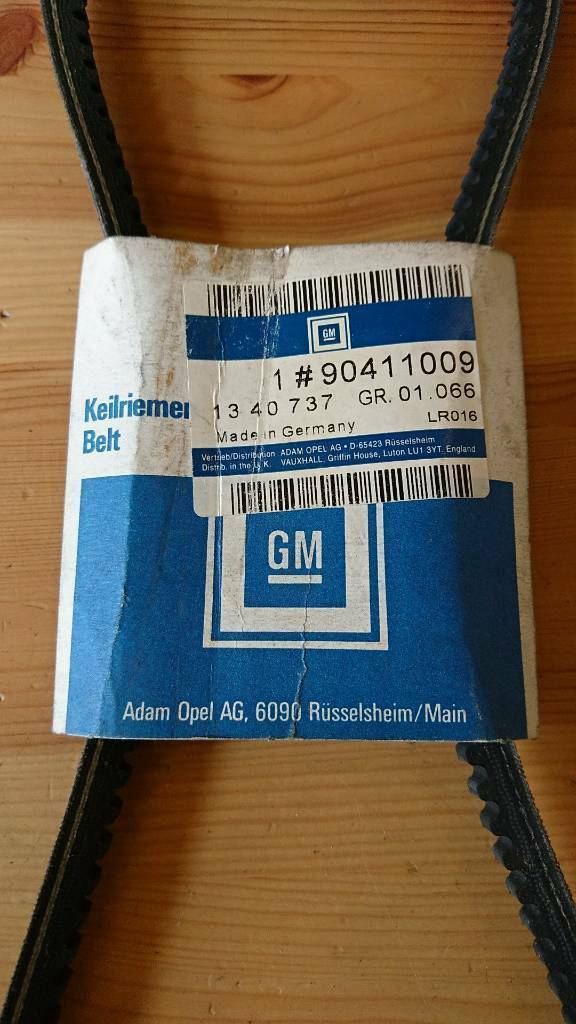 GM
1 # 90411009
13 40 737 GR. 01.066
Made in Germany LR016
Vertrieb/Distribution ADAM OPEL AG • D-65423 Rüsselsheim
Distrib. in the U.K. VAUXHALL, Griffin House, Luton LU1 3YT, England
Keilriemen
Belt
GM
Adam Opel AG, 6090 Rüsselsheim/Main